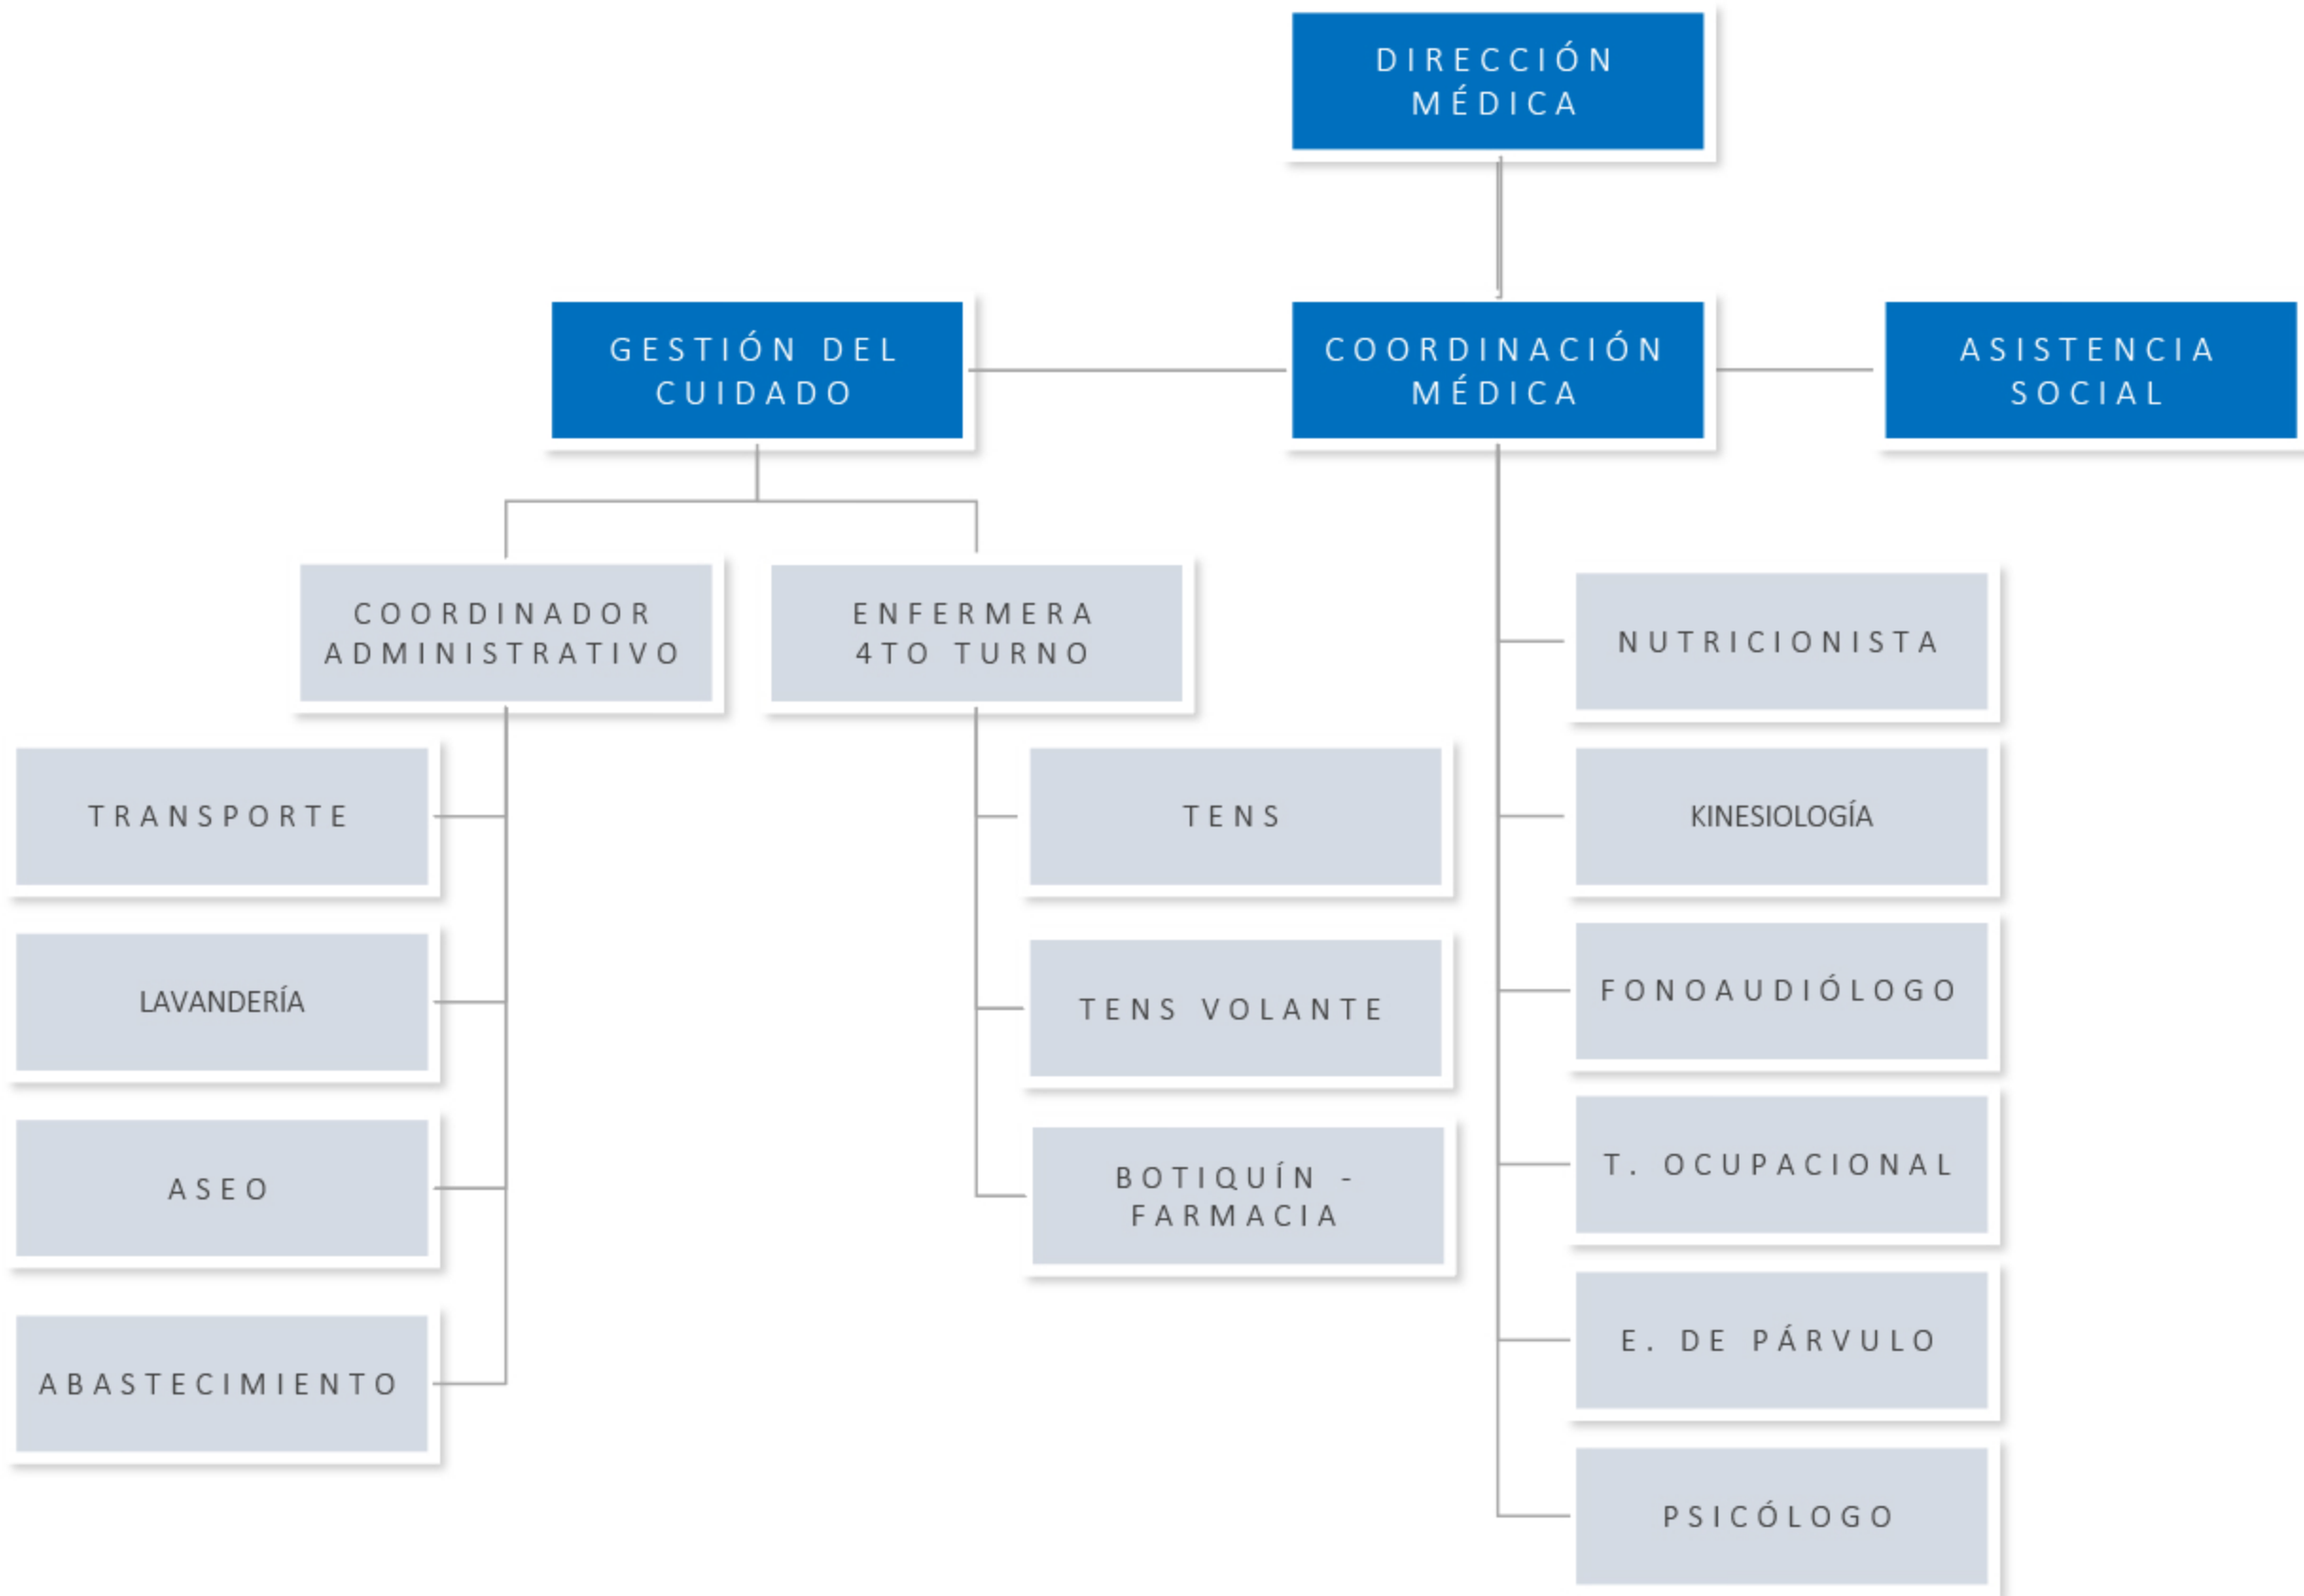 DIRECCIÓN
MÉDICA
GESTIÓN DEL
CUIDADO
COORDINACIÓN
MÉDICA
ASISTENCIA
SOCIAL
COORDINADOR
ADMINISTRATIVO
ENFERMERA
4TO TURNO
TRANSPORTE
LAVANDERÍA
ASEO
ABASTECIMIENTO
TENS
TENS VOLANTE
BOTIQUÍN -
FARMACIA
NUTRICIONISTA
KINESIOLOGÍA
FONOAUDIÓLOGO
T. OCUPACIONAL
E. DE PÁRVULO
PSICÓLOGO